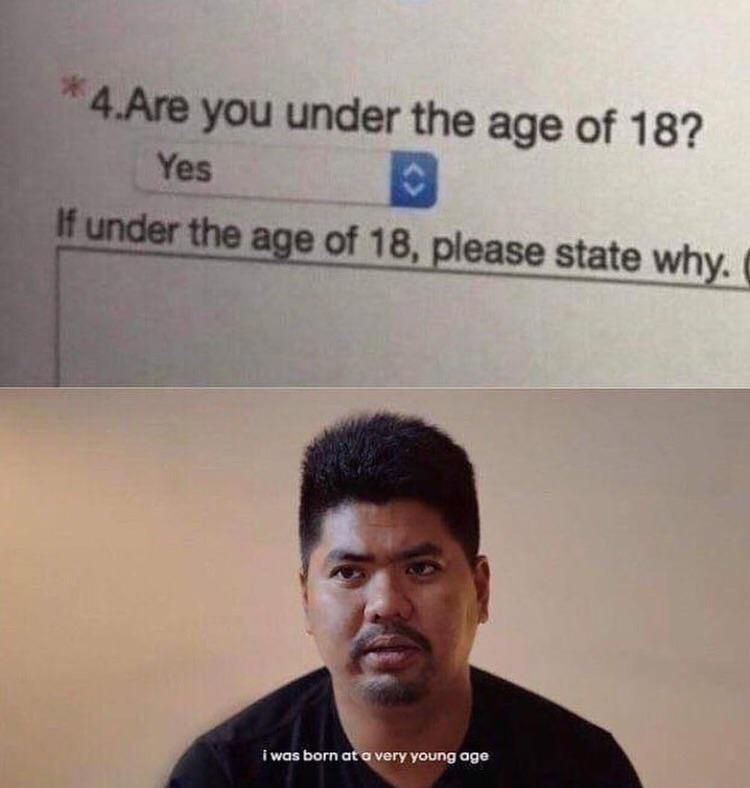 *4.Are you under the age of 18?
Yes
If under the age of 18, please state why. (
i was born at a very young age